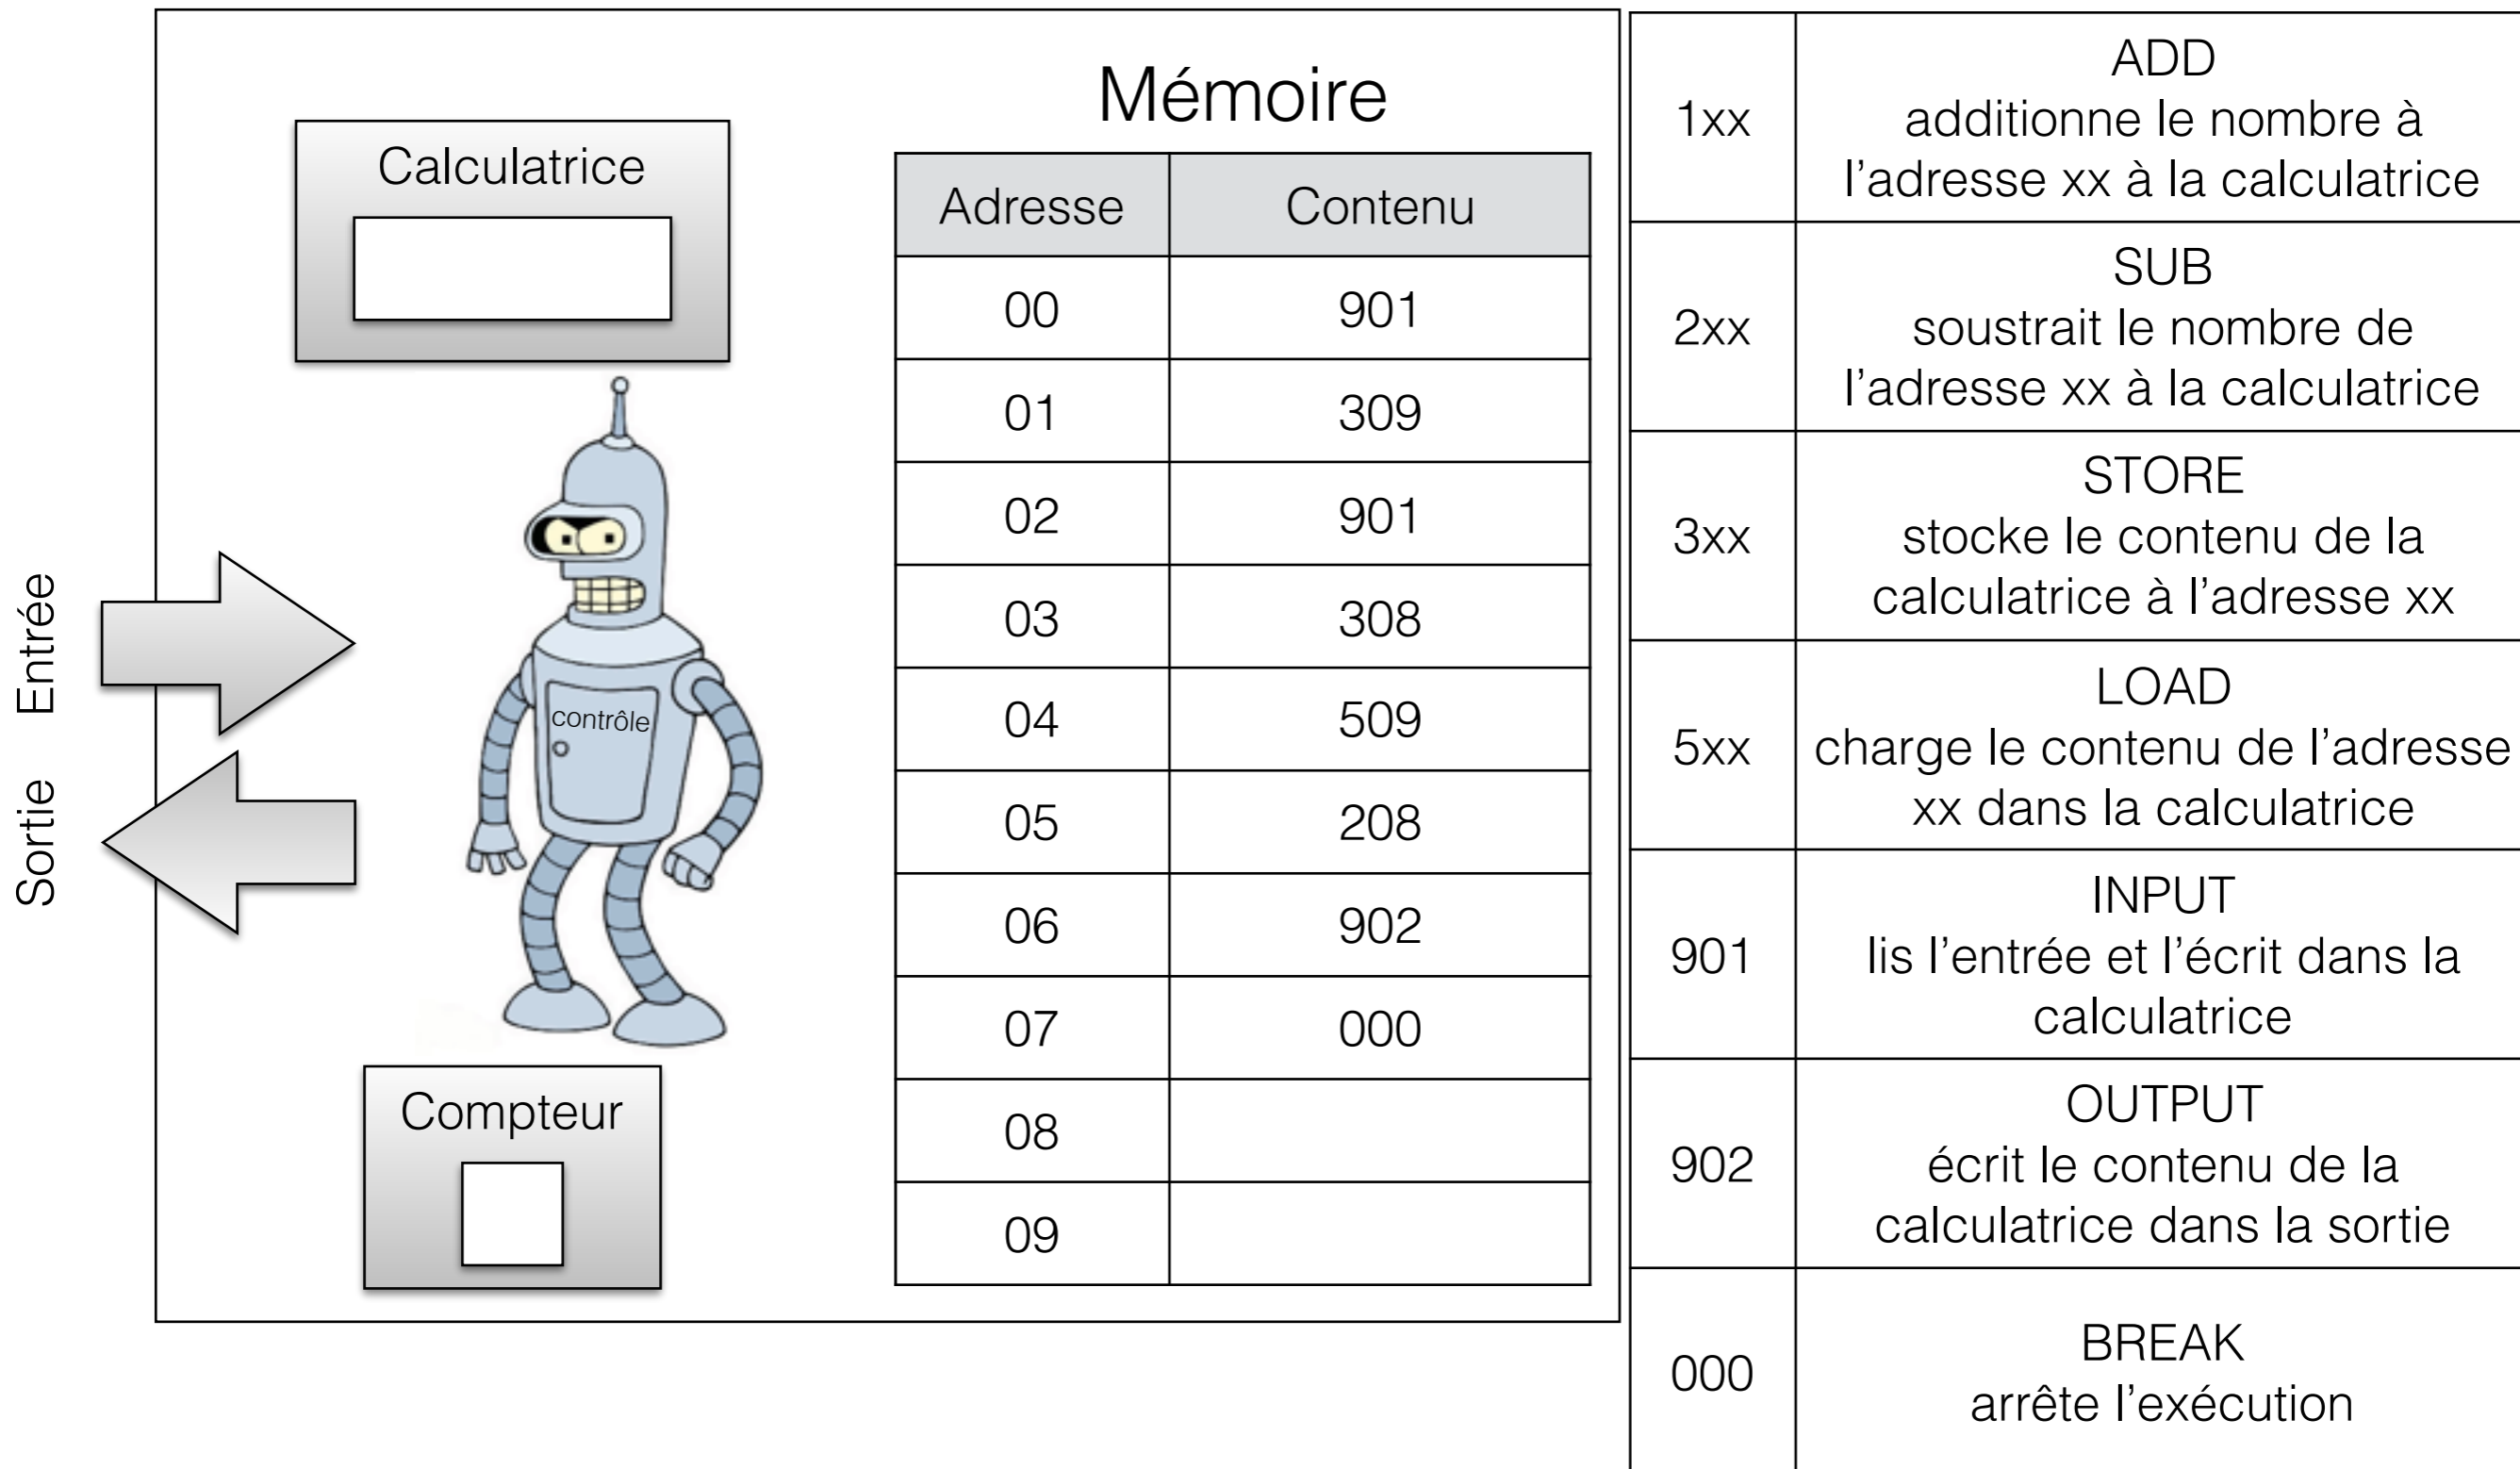 Mémoire
Calculatrice
Adresse Contenu
00 901
01 309
02 901
03 308
04 509
05 208
06 902
07 000
08
09
Entrée
Sortie
contrôle
Compteur
1xx
ADD
additionne le nombre à
l’adresse xx à la calculatrice
2xx
SUB
soustrait le nombre de
l’adresse xx à la calculatrice
3xx
STORE
stocke le contenu de la
calculatrice à l’adresse xx
5xx
LOAD
charge le contenu de l’adresse
xx dans la calculatrice
901
INPUT
lis l’entrée et l’écrit dans la
calculatrice
902
OUTPUT
écrit le contenu de la
calculatrice dans la sortie
000
BREAK
arrête l’exécution